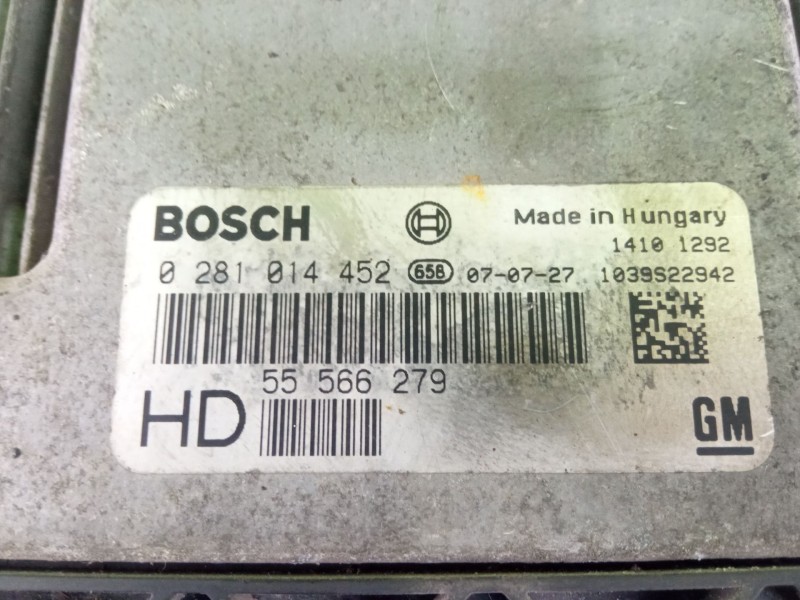 BOSCH Made in Hungary
1410 1292
0 281 014 452 658 07-07-27 1039S22942
55 566 279
HD
GM